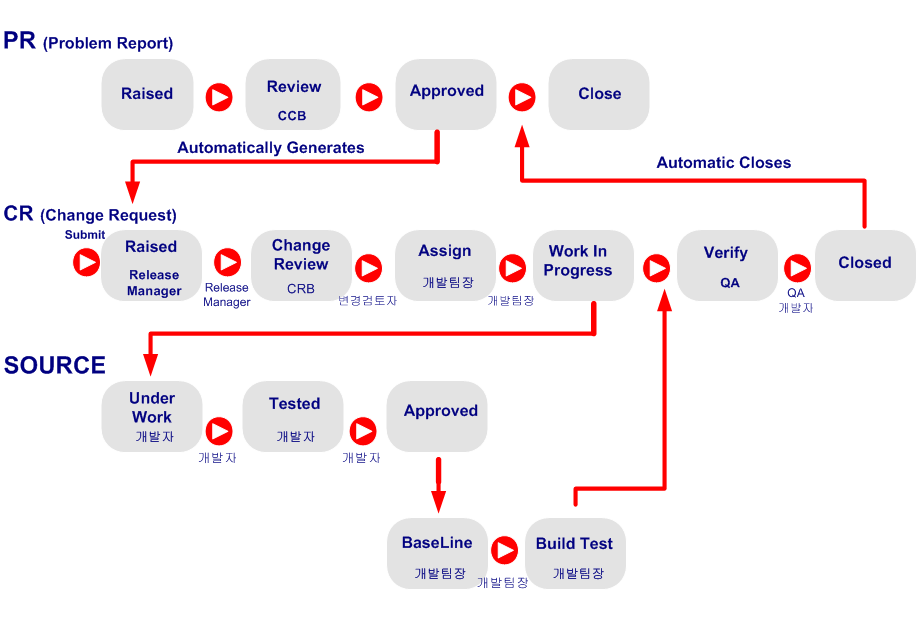 PR (Problem Report)
Raised
Review
CCB
Approved
Close
Automatically Generates
Automatic Closes
CR (Change Request)
Submit
Raised
Release
Manager
Release
Manager
Change
Review
CRB
변경검토자
Assign
개발팀장
개발팀장
Work In
Progress
Verify
QA
QA
개발자
Closed
SOURCE
Under
Work
개발자
개발자
Tested
개발자
개발자
Approved
BaseLine
개발팀장
개발팀장
Build Test
개발팀장